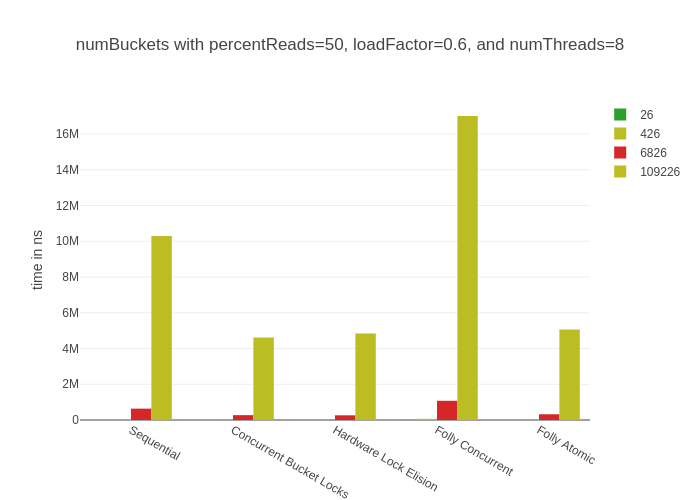 numBuckets with percentReads=50, loadFactor=0.6, and numThreads=8
26
426
6826
109226
16M
14M
12M
10M
8M
6M
4M
2M
0
time in ns
Sequential
Concurrent Bucket Locks
Hardware Lock Elision
Folly Concurrent
Folly Atomic